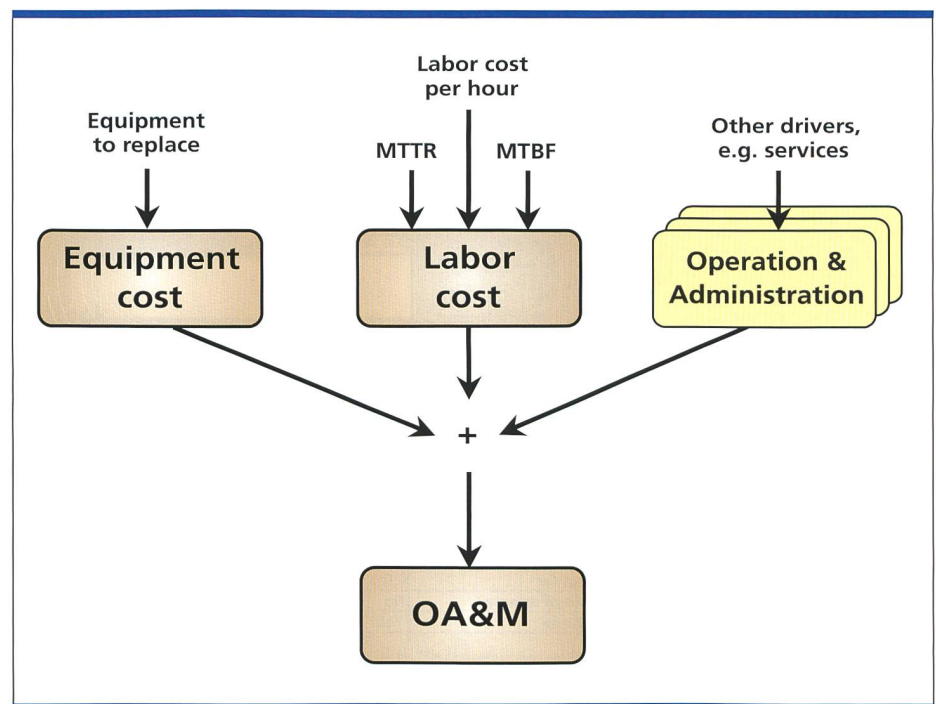 Labor cost
per hour
Equipment
to replace
MTTR
MTBF
Other drivers,
e.g. services
Equipment
cost
Labor
cost
Operation &
Administration
+
OA&M